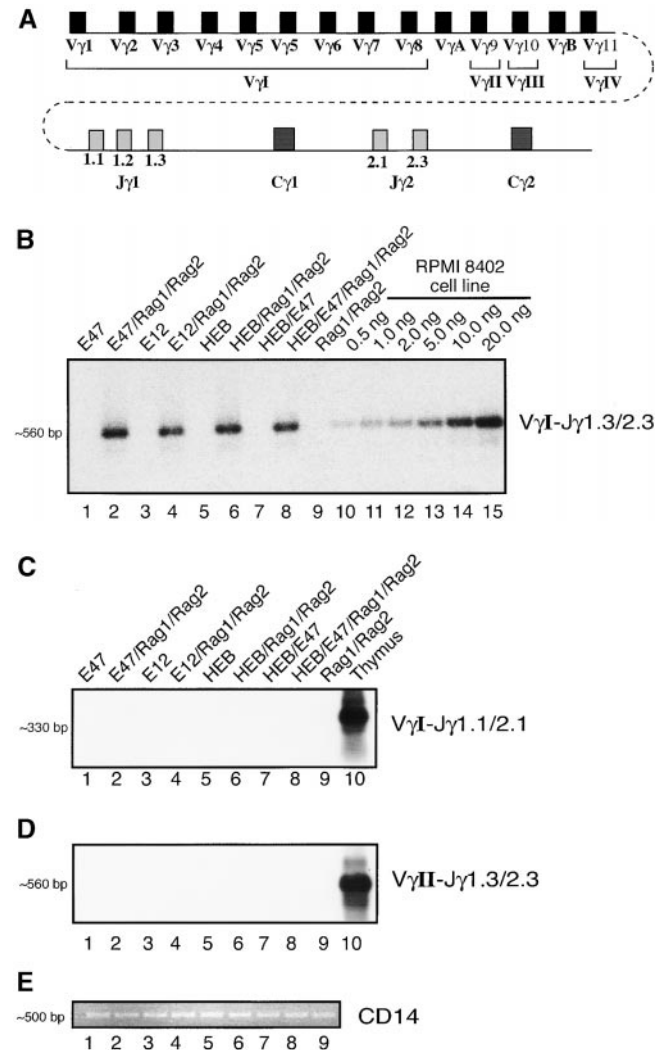 A
Vγ1 Vγ2 Vγ3 Vγ4 Vγ5 Vγ5 Vγ6 Vγ7 Vγ8 VγA Vγ9 Vγ10 VγB Vγ11
VγI VγII VγIII VγIV
1.1 1.2 1.3 2.1 2.3
Jγ1 Cγ1 Jγ2 Cγ2
B
E47
E47/Rag1/Rag2
E12
E12/Rag1/Rag2
HEB
HEB/Rag1/Rag2
HEB/E47
HEB/E47/Rag1/Rag2
Rag1/Rag2
RPMI 8402
cell line
0.5 ng
1.0 ng
2.0 ng
5.0 ng
10.0 ng
20.0 ng
~560 bp
VγI-Jγ1.3/2.3
1 2 3 4 5 6 7 8 9 10 11 12 13 14 15
C
E47
E47/Rag1/Rag2
E12
E12/Rag1/Rag2
HEB
HEB/Rag1/Rag2
HEB/E47
HEB/E47/Rag1/Rag2
Rag1/Rag2
Thymus
~330 bp
VγI-Jγ1.1/2.1
1 2 3 4 5 6 7 8 9 10
D
~560 bp
VγII-Jγ1.3/2.3
1 2 3 4 5 6 7 8 9 10
E
~500 bp
CD14
1 2 3 4 5 6 7 8 9